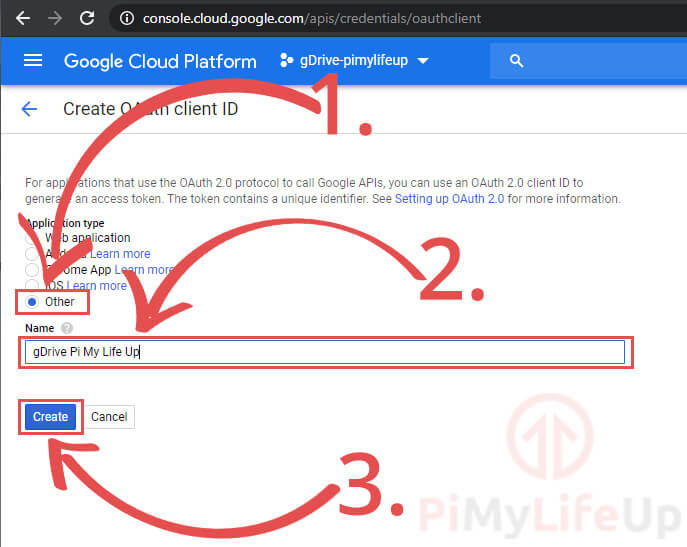 console.cloud.google.com/apis/credentials/oauthclient
Google Cloud Platform gDrive-pimylifeup
Create OAuth client ID
1.
For applications that use the OAuth 2.0 protocol to call Google APIs, you can use an OAuth 2.0 client ID to
generate an access token. The token contains a unique identifier. See Setting up OAuth 2.0 for more information.
Application type
Web application
Android Learn more
Chrome App Learn more
iOS Learn more
Other
2.
Name ?
gDrive Pi My Life Up
Create Cancel
3.
PiMyLifeUp